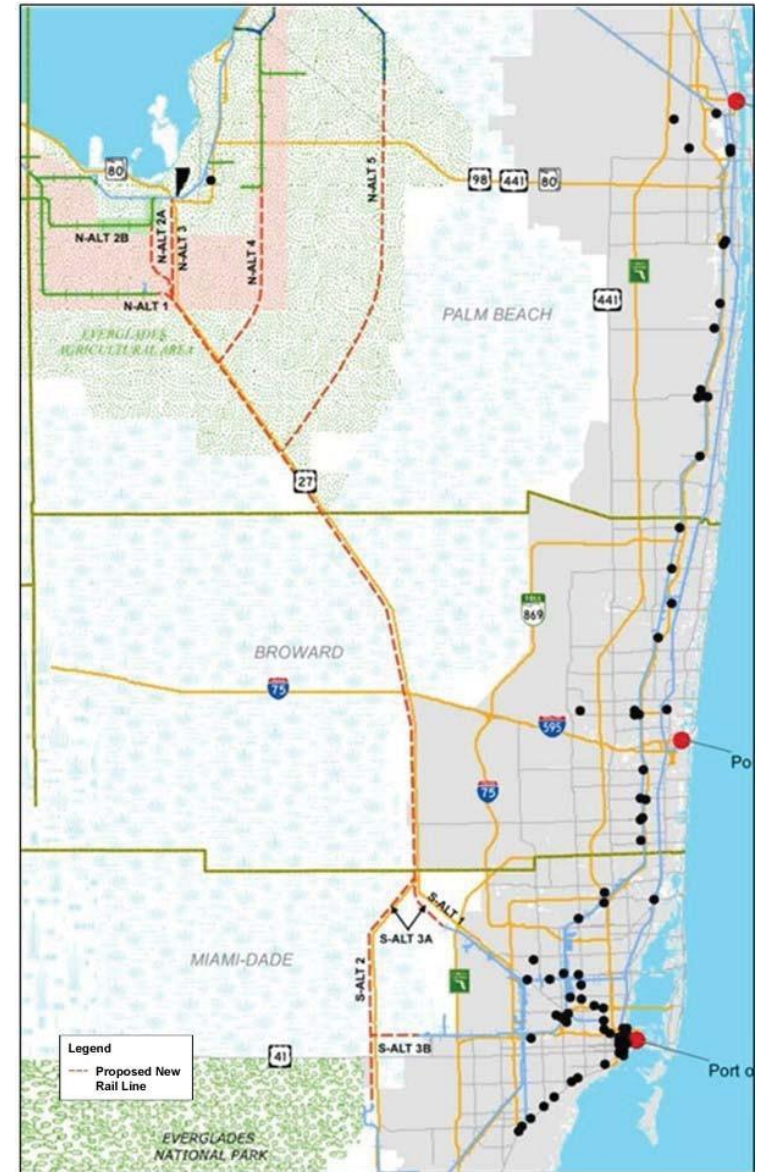 80
98
441
80
N-ALT 5
N-ALT 2A
N-ALT 3
N-ALT 4
N-ALT 2B
N-ALT 1
441
PALM BEACH
EVERGLADES
AGRICULTURAL AREA
27
TOLL
869
BROWARD
75
595
Po
75
S-ALT 1
S-ALT 3A
S-ALT 2
MIAMI-DADE
S-ALT 3B
41
Legend
Proposed New
Rail Line
Port o
EVERGLADES
NATIONAL PARK